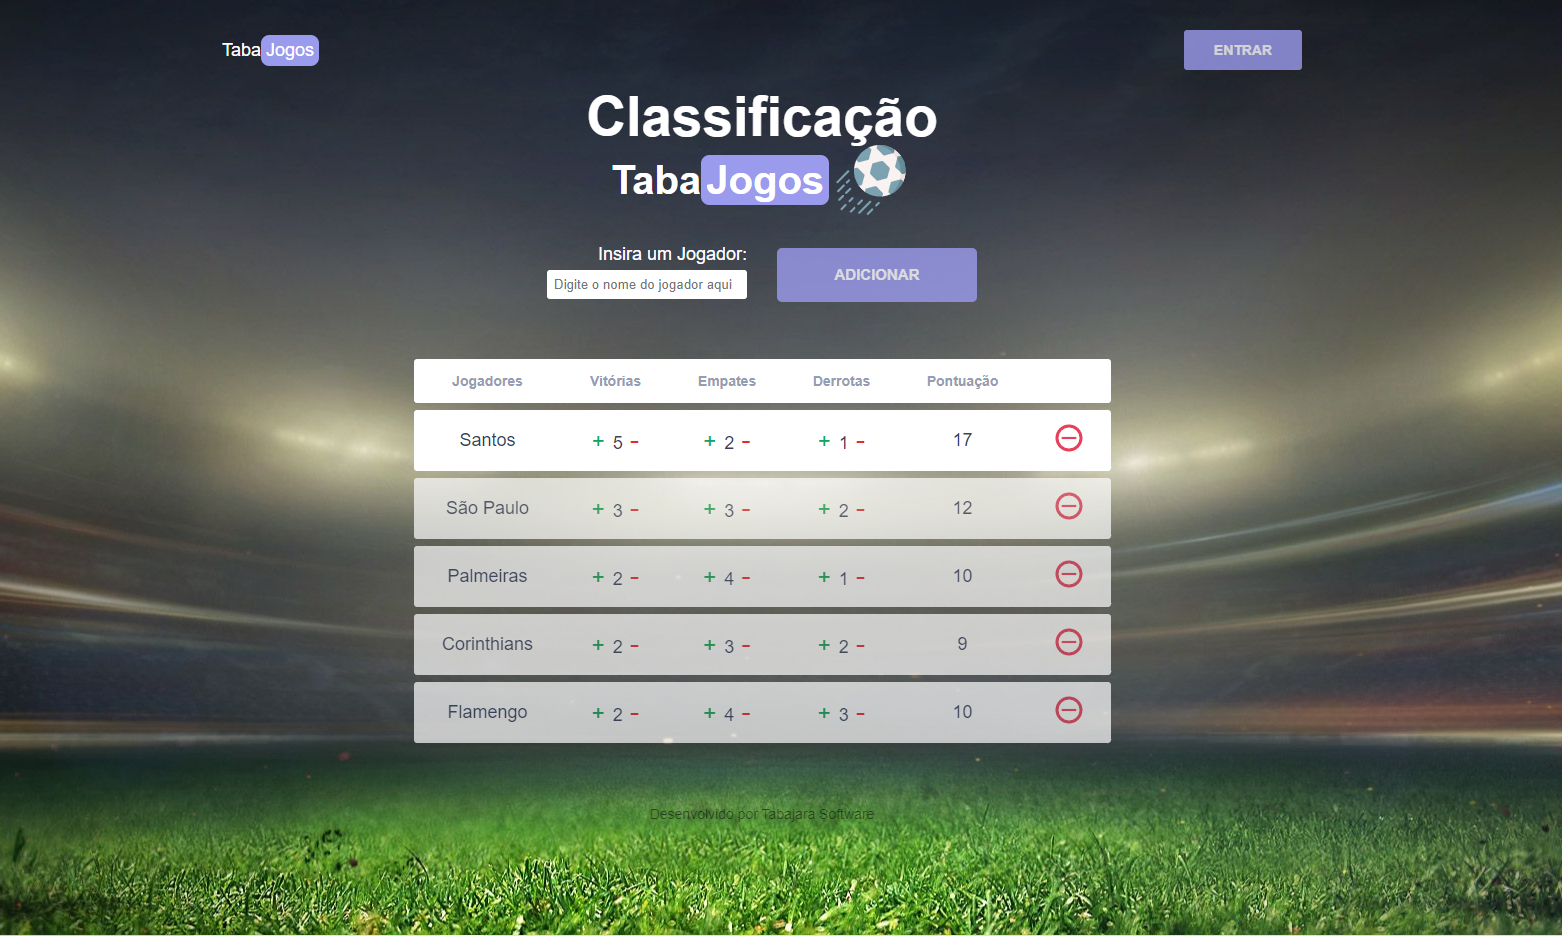 TabaJogos
ENTRAR
Classificação
TabaJogos
Insira um Jogador:
Digite o nome do jogador aqui
ADICIONAR
Jogadores Vitórias Empates Derrotas Pontuação
Santos + 5 - + 2 - + 1 - 17
São Paulo + 3 - + 3 - + 2 - 12
Palmeiras + 2 - + 4 - + 1 - 10
Corinthians + 2 - + 3 - + 2 - 9
Flamengo + 2 - + 4 - + 3 - 10
Desenvolvido por Tabajara Software